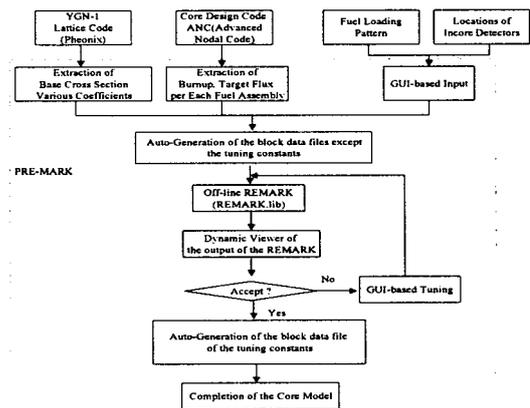 YGN-1
Lattice Code
(Pheonix)
Core Design Code
ANC(Advanced
Nodal Code)
Fuel Loading
Pattern
Locations of
Incore Detectors
Extraction of
Base Cross Section
Various Coefficients
Extraction of
Burnup, Target Flux
per Each Fuel Assembly
GUI-based Input
Auto-Generation of the block data files except
the tuning constants
PRE-MARK
Off-line REMARK
(REMARK.lib)
Dynamic Viewer of
the output of the REMARK
No
Accept ?
GUI-based Tuning
Yes
Auto-Generation of the block data file
of the tuning constants
Completion of the Core Model